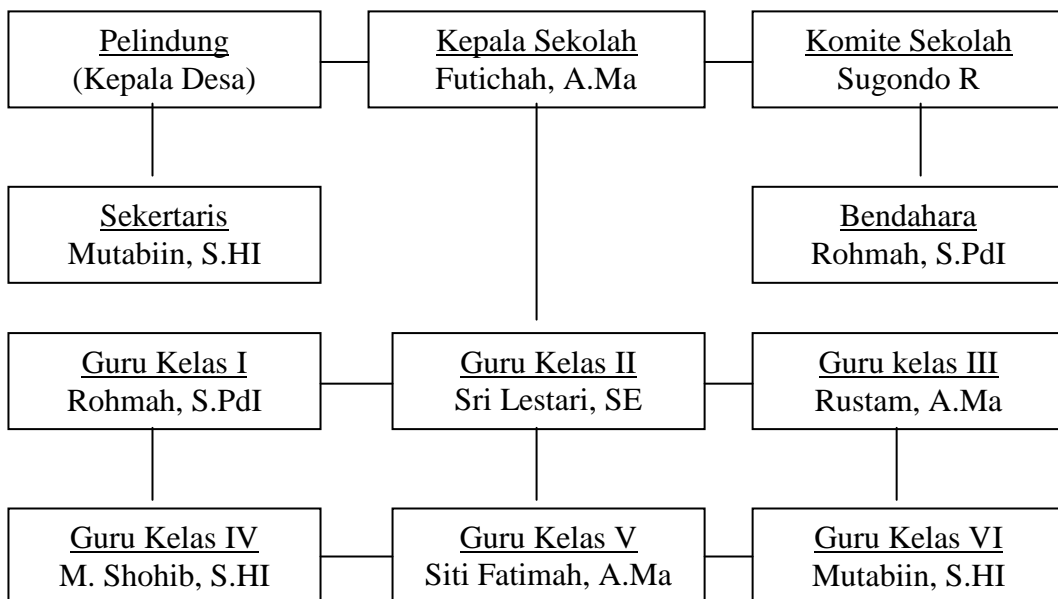 Pelindung
(Kepala Desa)
Kepala Sekolah
Futichah, A.Ma
Komite Sekolah
Sugondo R
Sekertaris
Mutabiin, S.HI
Bendahara
Rohmah, S.PdI
Guru Kelas I
Rohmah, S.PdI
Guru Kelas II
Sri Lestari, SE
Guru kelas III
Rustam, A.Ma
Guru Kelas IV
M. Shohib, S.HI
Guru Kelas V
Siti Fatimah, A.Ma
Guru Kelas VI
Mutabiin, S.HI